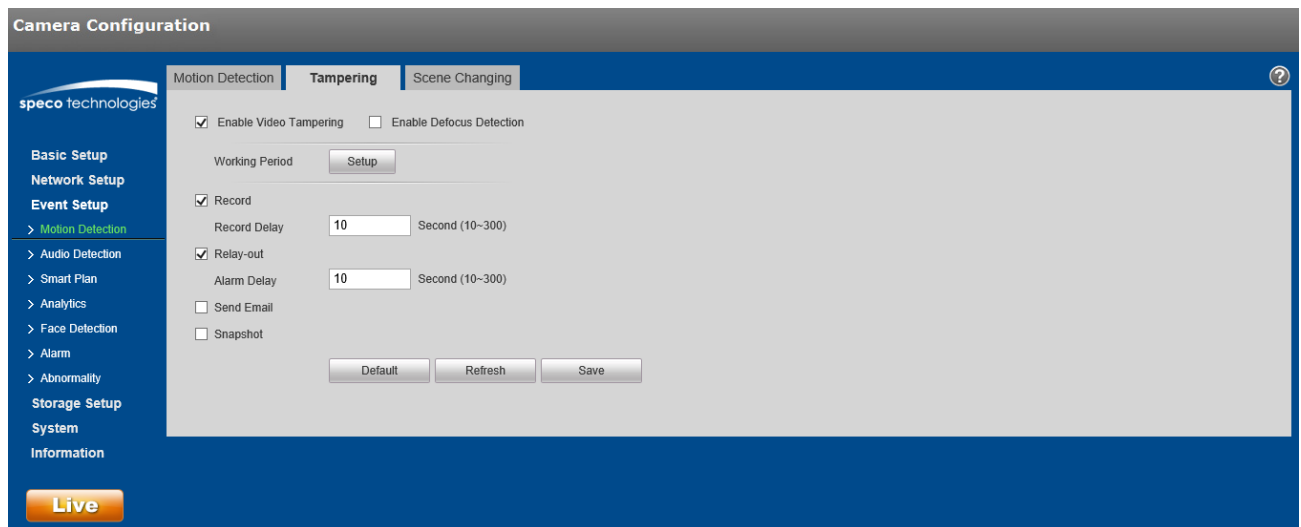 Camera Configuration
speco technologies
Basic Setup
Network Setup
Event Setup
> Motion Detection
> Audio Detection
> Smart Plan
> Analytics
> Face Detection
> Alarm
> Abnormality
Storage Setup
System
Information
Live
Motion Detection Tampering Scene Changing ?
Enable Video Tampering Enable Defocus Detection
Working Period Setup
Record
Record Delay 10 Second (10~300)
Relay-out
Alarm Delay 10 Second (10~300)
Send Email
Snapshot
Default Refresh Save